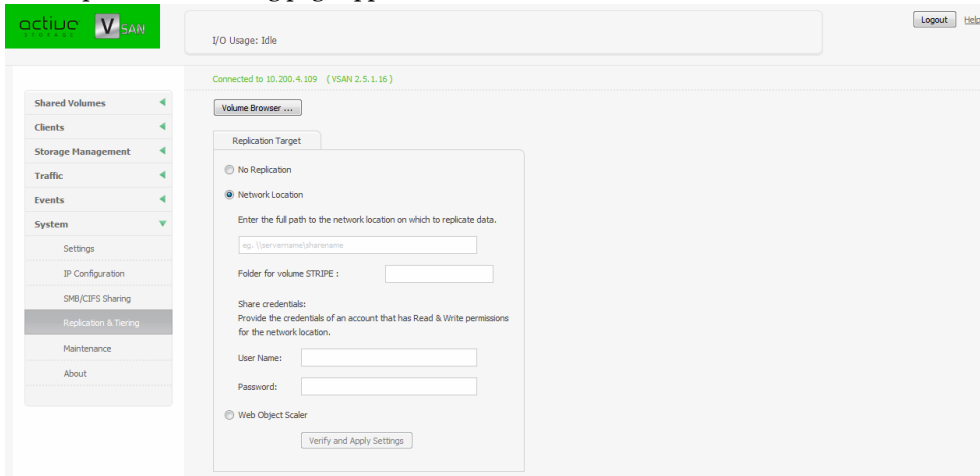 active
STORAGE
V SAN
I/O Usage: Idle
Logout
Help
Connected to 10.200.4.109 (VSAN 2.5.1.16)
Shared Volumes
Clients
Storage Management
Traffic
Events
System
Settings
IP Configuration
SMB/CIFS Sharing
Replication & Tiering
Maintenance
About
Volume Browser ...
Replication Target
No Replication
Network Location
Enter the full path to the network location on which to replicate data.
eg. \\servername\sharename
Folder for volume STRIPE :
Share credentials:
Provide the credentials of an account that has Read & Write permissions
for the network location.
User Name:
Password:
Web Object Scaler
Verify and Apply Settings